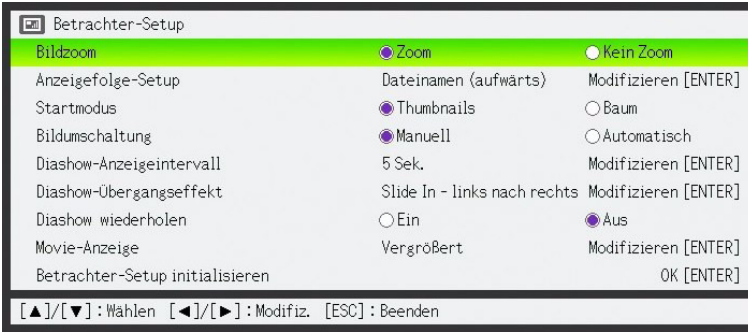 Betrachter-Setup
Bildzoom Zoom Kein Zoom
Anzeigefolge-Setup Dateinamen (aufwärts) Modifizieren [ENTER]
Startmodus Thumbnails Baum
Bildumschaltung Manuell Automatisch
Diashow-Anzeigeintervall 5 Sek. Modifizieren [ENTER]
Diashow-Übergangseffekt Slide In - links nach rechts Modifizieren [ENTER]
Diashow wiederholen Ein Aus
Movie-Anzeige Vergrößert Modifizieren [ENTER]
Betrachter-Setup initialisieren OK [ENTER]
[▲]/[▼]:Wählen [◀]/[▶]:Modifiz. [ESC]:Beenden